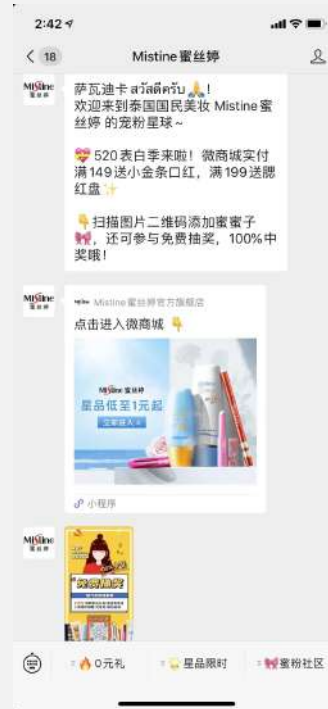 2:42
18
Mistine蜜丝婷
Mistine
蜜丝婷
萨瓦迪卡 สวัสดีครับ🙏!
欢迎来到泰国国民美妆 Mistine蜜
丝婷 的宠粉星球~
💝 520表白季来啦！微商城实付
满149送小金条口红，满199送腮
红盘✨
👇扫描图片二维码添加蜜蜜子
🎀，还可参与免费抽奖，100%中
奖哦！
Mistine
蜜丝婷
Mistine蜜丝婷官方旗舰店
点击进入微商城 👇
Mistine 蜜丝婷
星品低至1元起
小程序
Mistine
蜜丝婷
免费抽奖
🔥0元礼
星品限时
🎀蜜粉社区